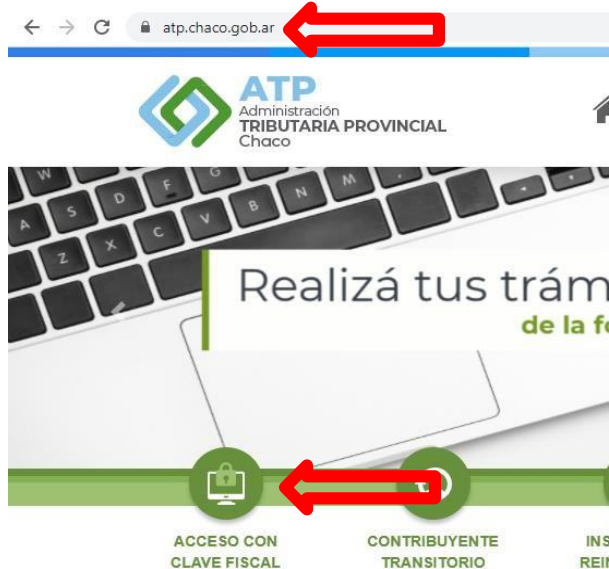 atp.chaco.gob.ar
ATP
Administración
TRIBUTARIA PROVINCIAL
Chaco
W F G M
A S D C V B N
Z X
Realizá tus trám
de la fo
ACCESO CON
CLAVE FISCAL
CONTRIBUYENTE
TRANSITORIO
INS
REIN